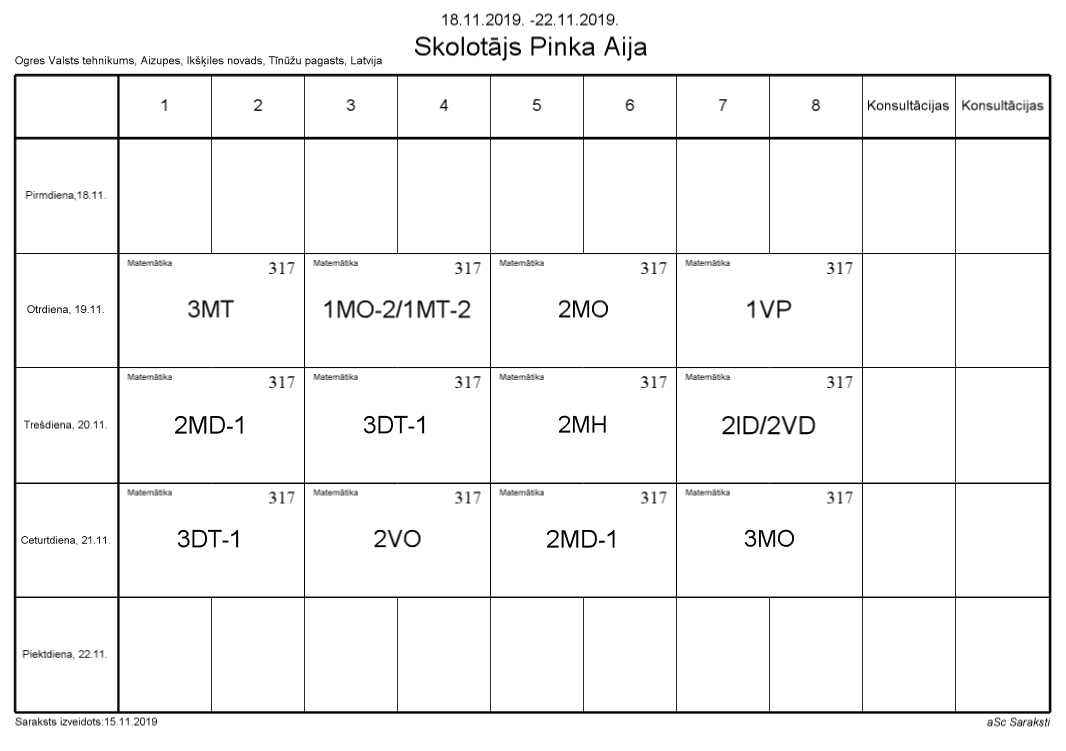 18.11.2019. -22.11.2019.
Skolotājs Pinka Aija
Ogres Valsts tehnikums, Aizupes, Ikšķiles novads, Tīnūžu pagasts, Latvija
1 2 3 4 5 6 7 8 Konsultācijas Konsultācijas
Pirmdiena,18.11.
Matemātika 317 Matemātika 317 Matemātika 317 Matemātika 317
Otrdiena, 19.11. 3MT 1MO-2/1MT-2 2MO 1VP
Matemātika 317 Matemātika 317 Matemātika 317 Matemātika 317
Trešdiena, 20.11. 2MD-1 3DT-1 2MH 2ID/2VD
Matemātika 317 Matemātika 317 Matemātika 317 Matemātika 317
Ceturtdiena, 21.11. 3DT-1 2VO 2MD-1 3MO
Piektdiena, 22.11.
Saraksts izveidots:15.11.2019 aSc Saraksti